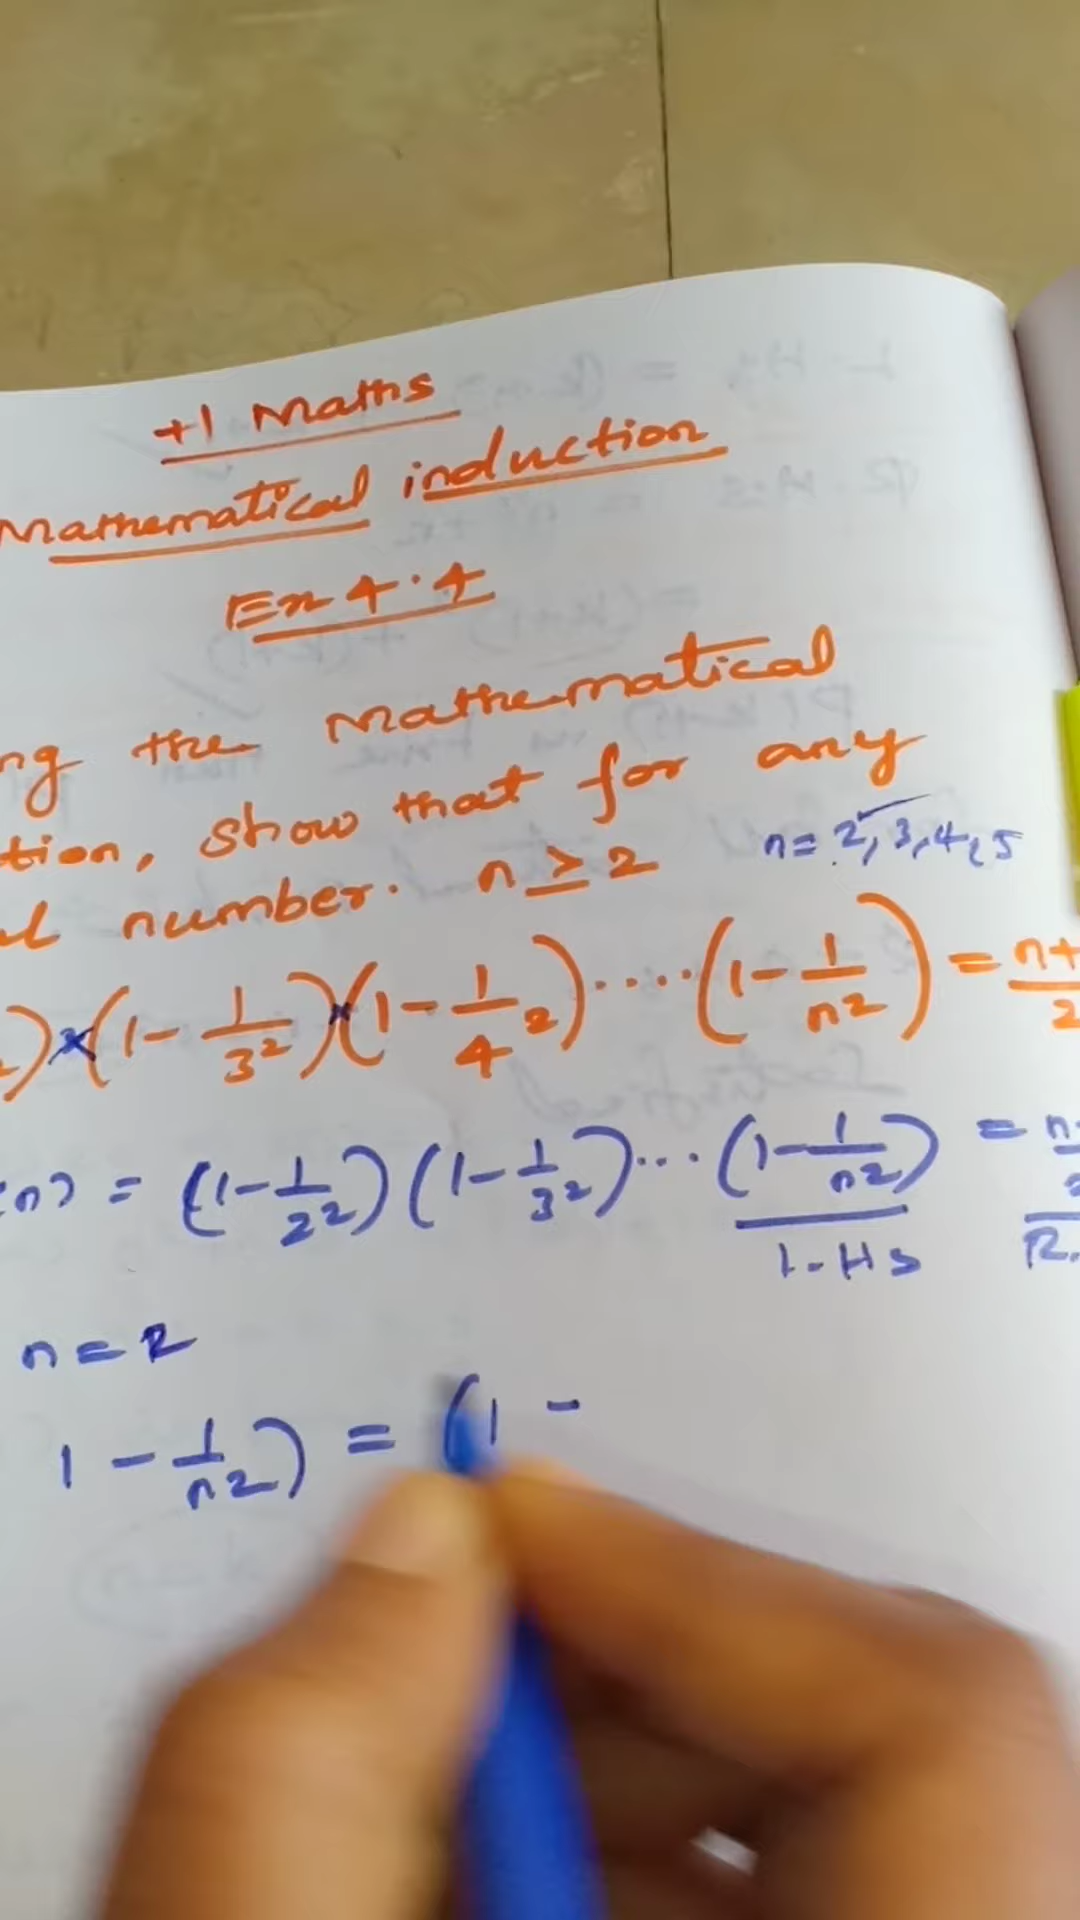 +1 Maths
Mathematical induction
Ex 4.4
ng the Mathematical
tion, show that for any
al number. n ≥ 2 n = 2, 3, 4, 5
) × (1 - 1/3²) × (1 - 1/4²) ..... (1 - 1/n²) = n+
2
(n) = (1 - 1/2²) (1 - 1/3²) ... (1 - 1/n²) = n
L.Hs R.
n = 2
1 - 1/n²) = (1 -